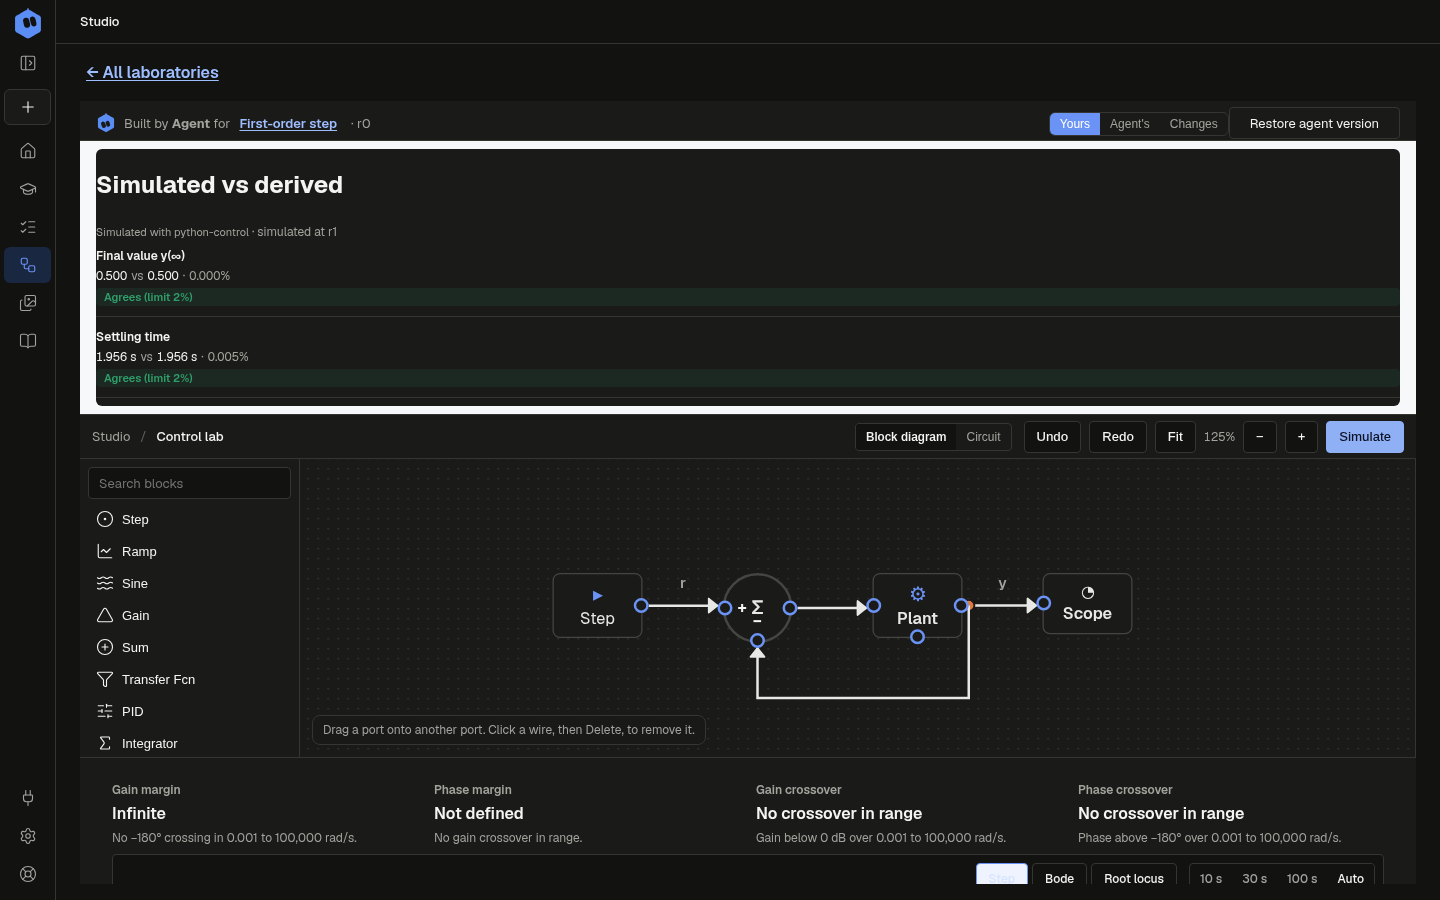 Studio
← All laboratories
Built by Agent for First-order step · r0
Yours Agent's Changes Restore agent version
Simulated vs derived
Simulated with python-control · simulated at r1
Final value y(∞)
0.500 vs 0.500 · 0.000%
Agrees (limit 2%)
Settling time
1.956 s vs 1.956 s · 0.005%
Agrees (limit 2%)
Studio / Control lab
Block diagram Circuit Undo Redo Fit 125% − + Simulate
Search blocks
Step
Ramp
Sine
Gain
Sum
Transfer Fcn
PID
Integrator
r
y
Step
+ Σ
−
Plant
Scope
Drag a port onto another port. Click a wire, then Delete, to remove it.
Gain margin
Infinite
No −180° crossing in 0.001 to 100,000 rad/s.
Phase margin
Not defined
No gain crossover in range.
Gain crossover
No crossover in range
Gain below 0 dB over 0.001 to 100,000 rad/s.
Phase crossover
No crossover in range
Phase above −180° over 0.001 to 100,000 rad/s.
Step Bode Root locus 10 s 30 s 100 s Auto